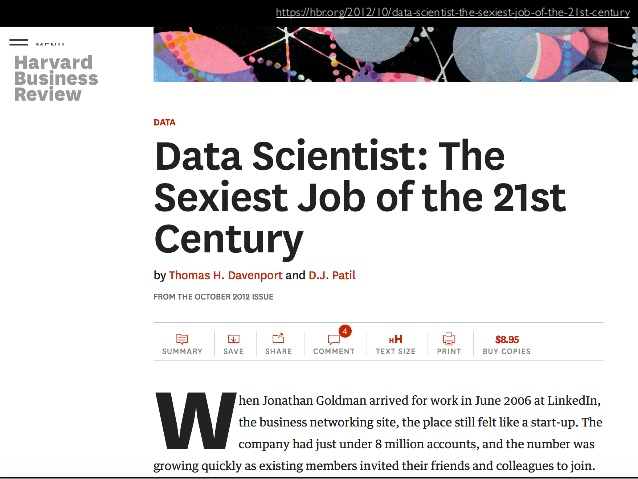 https://hbr.org/2012/10/data-scientist-the-sexiest-job-of-the-21st-century
MENU
Harvard
Business
Review
DATA
Data Scientist: The
Sexiest Job of the 21st
Century
by Thomas H. Davenport and D.J. Patil
FROM THE OCTOBER 2012 ISSUE
4
SUMMARY SAVE SHARE COMMENT HH TEXT SIZE PRINT $8.95 BUY COPIES
When Jonathan Goldman arrived for work in June 2006 at LinkedIn,
the business networking site, the place still felt like a start-up. The
company had just under 8 million accounts, and the number was
growing quickly as existing members invited their friends and colleagues to join.